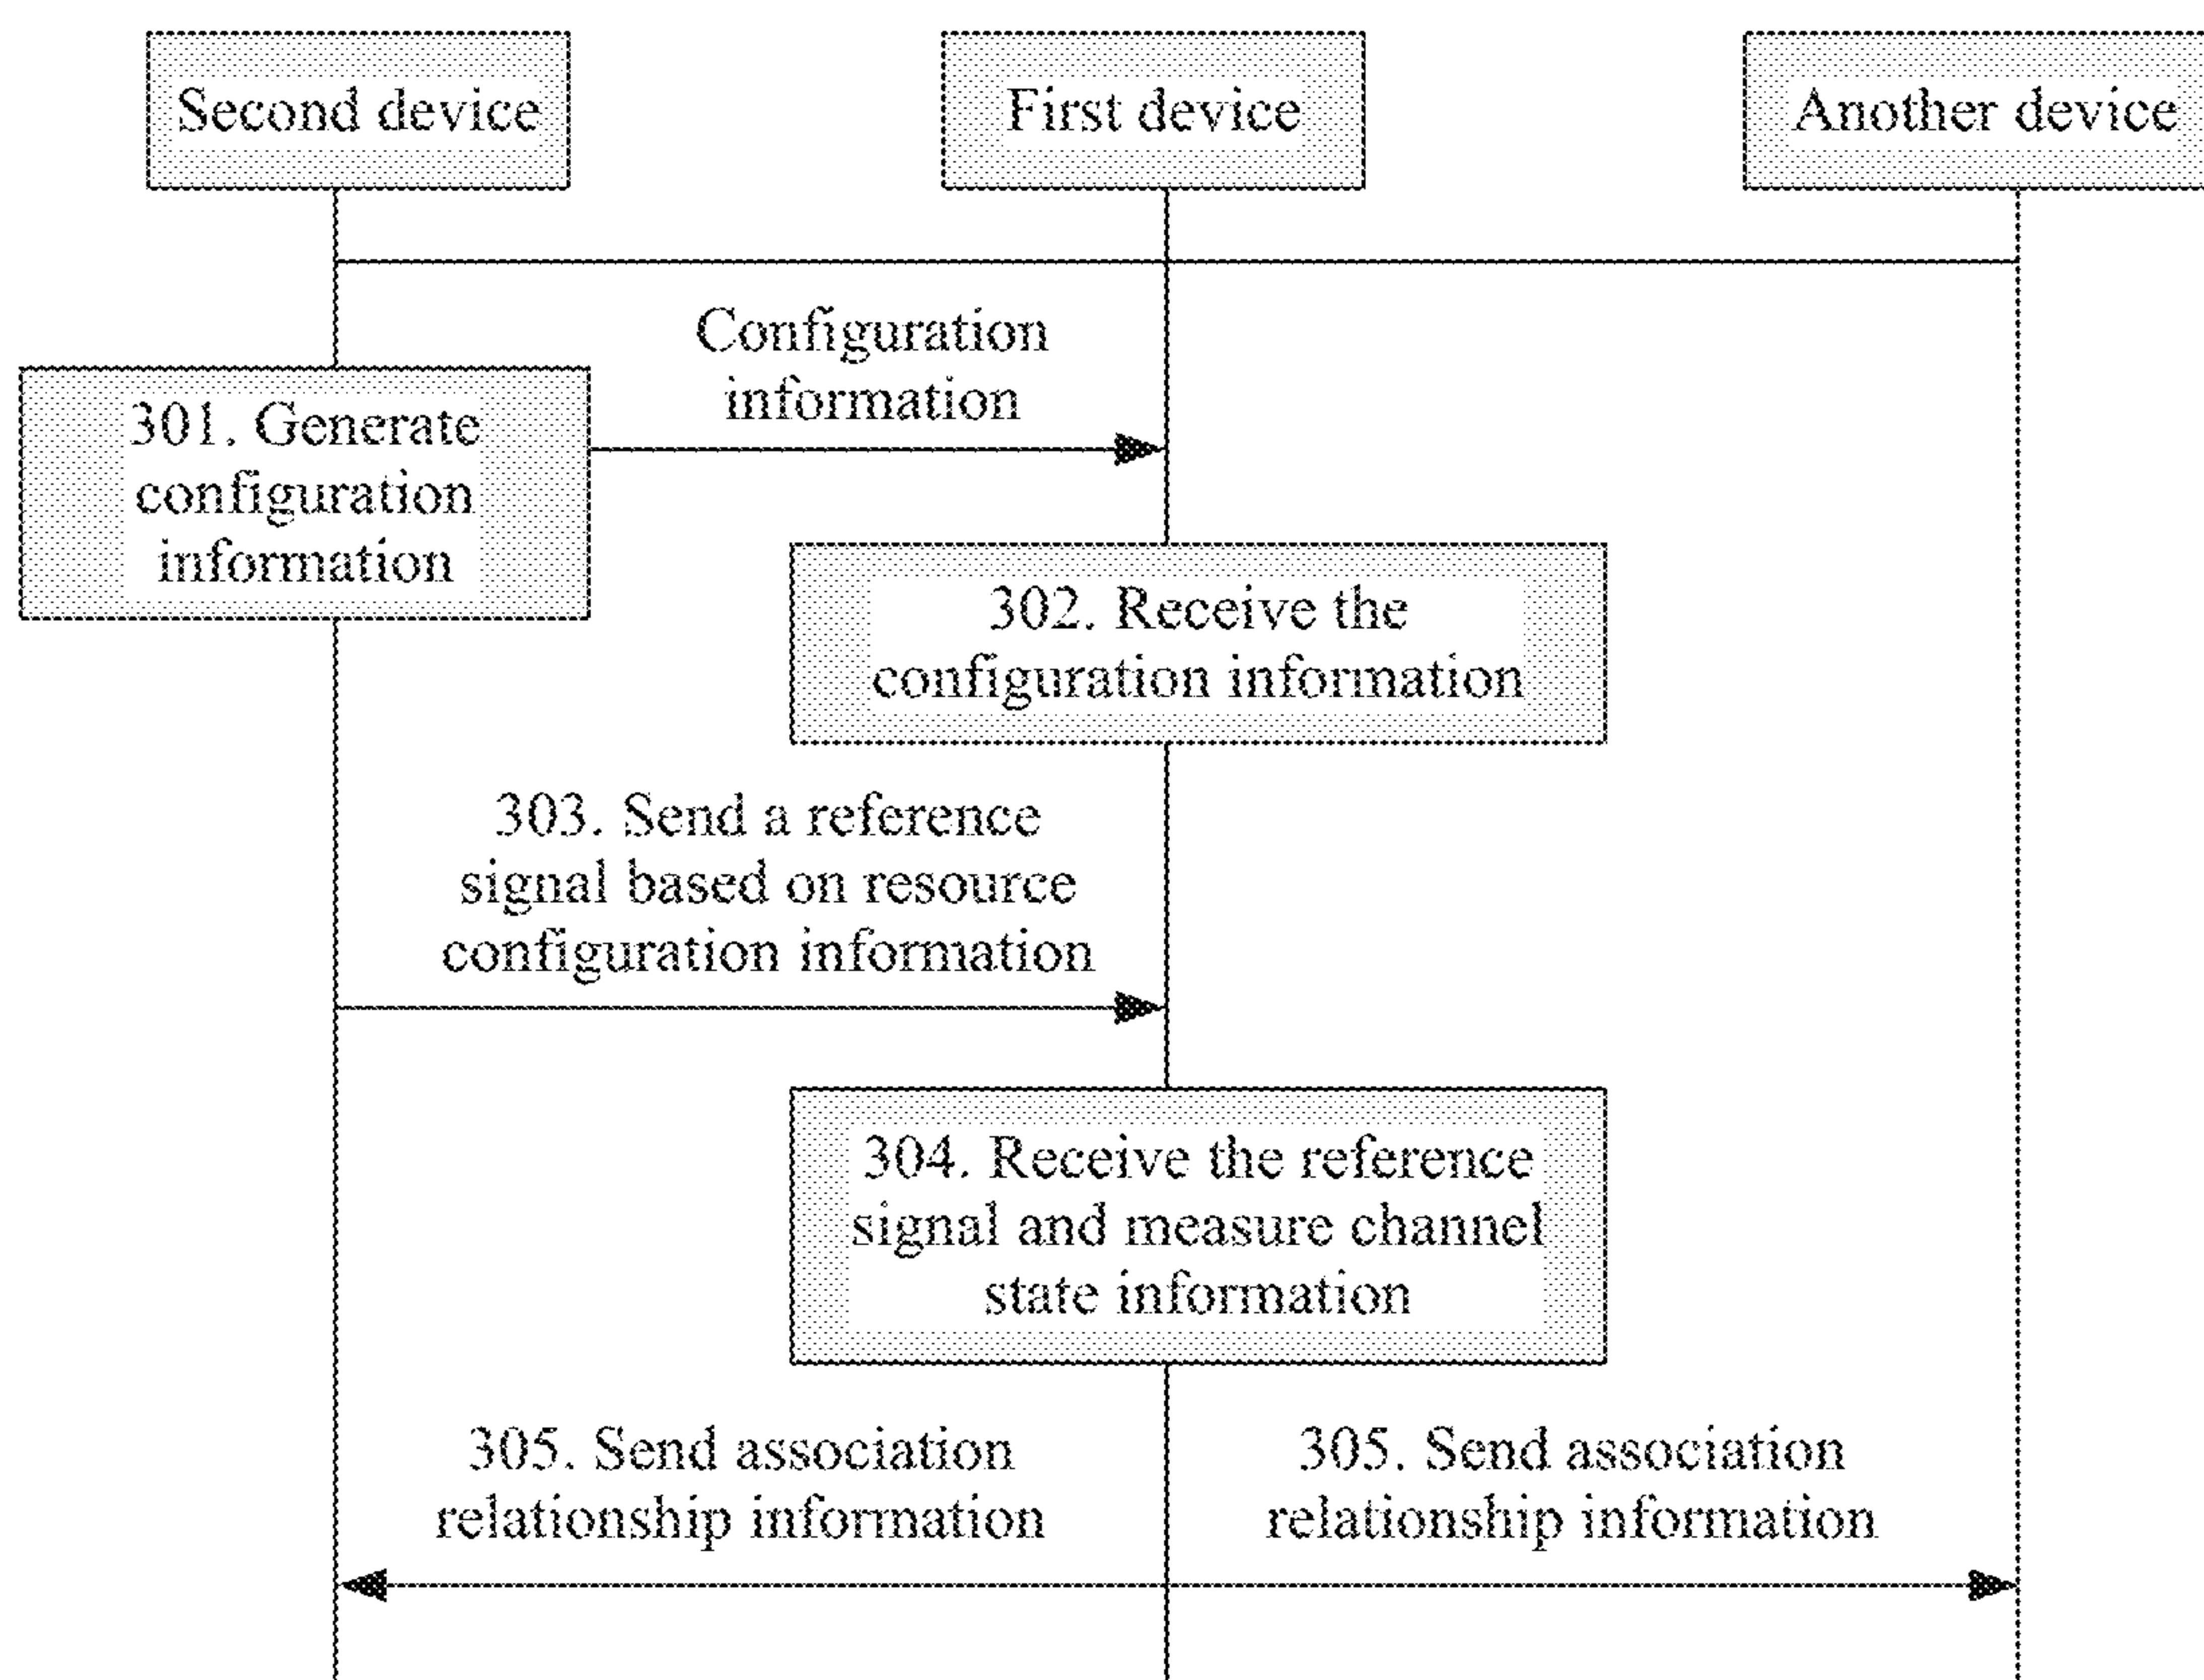 Second device
First device
Another device
Configuration
information
301. Generate
configuration
information
302. Receive the
configuration information
303. Send a reference
signal based on resource
configuration information
304. Receive the reference
signal and measure channel
state information
305. Send association
relationship information
305. Send association
relationship information